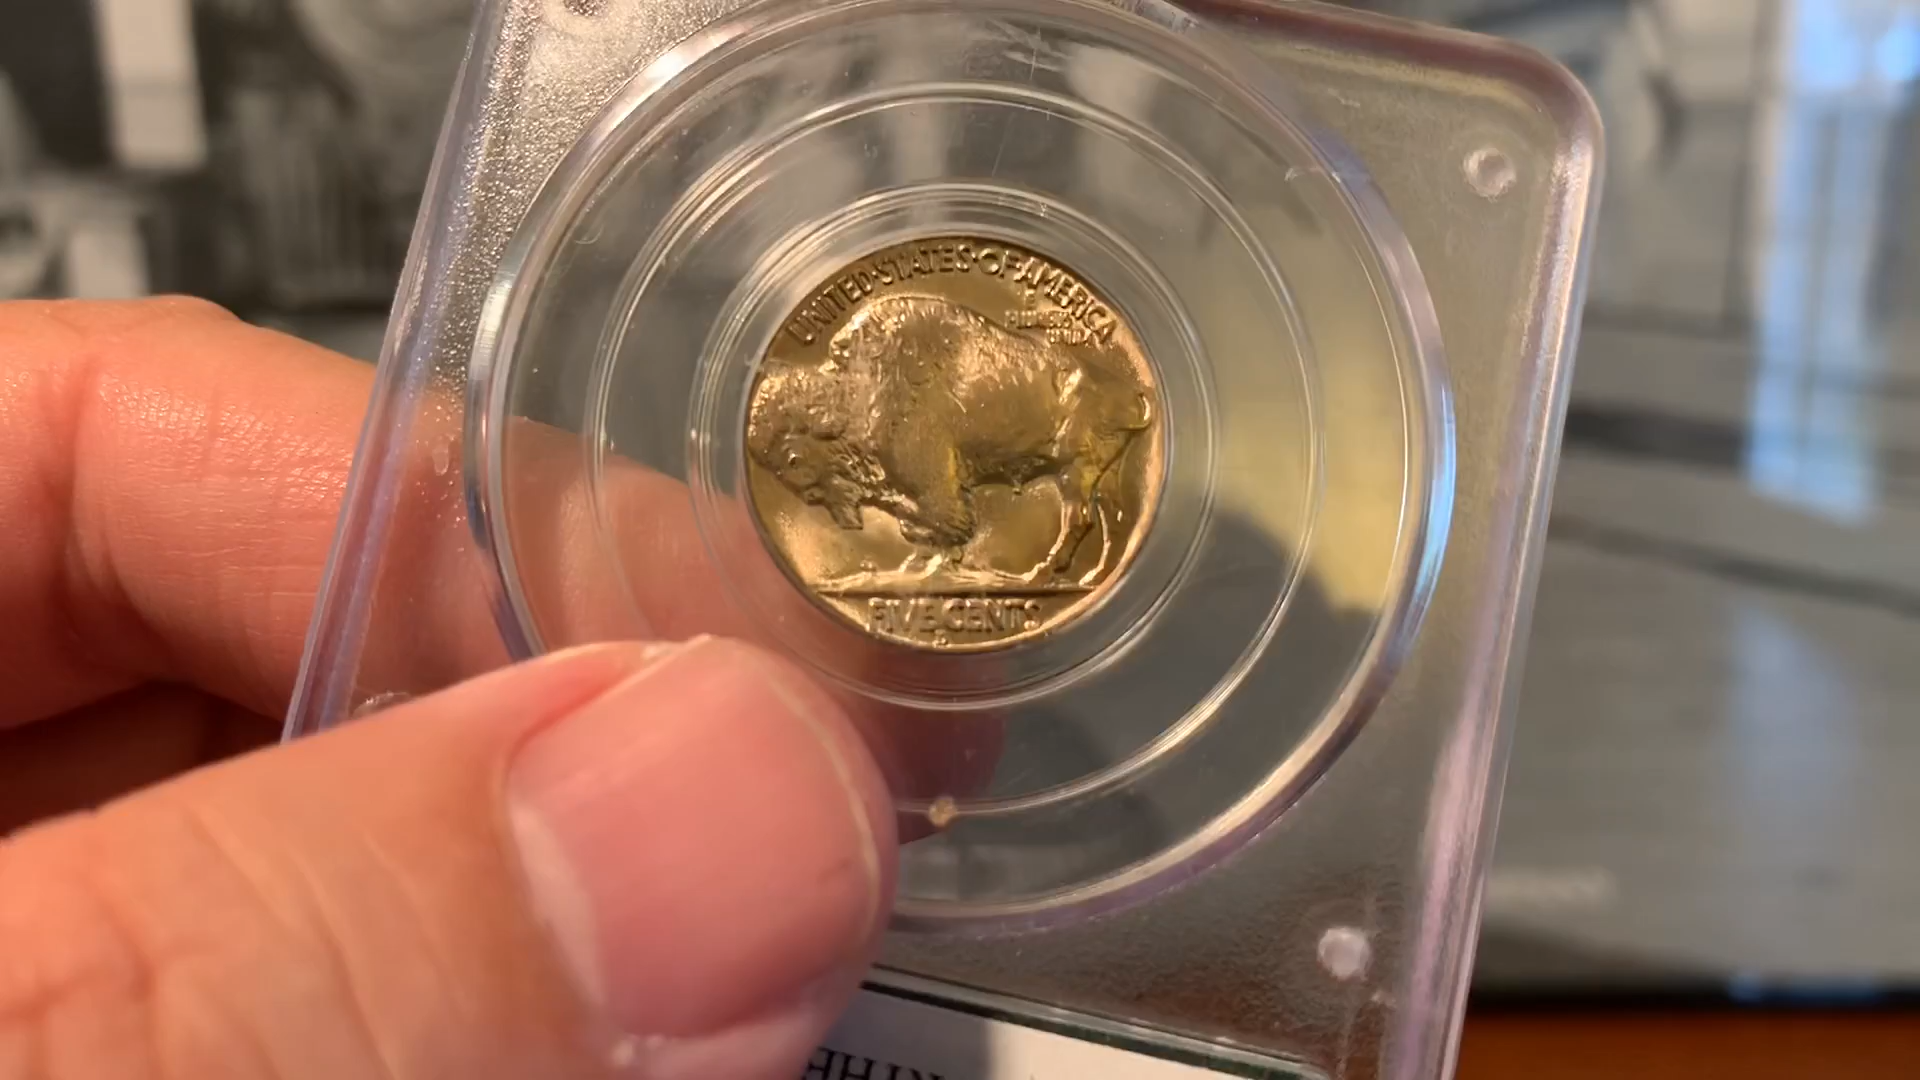 UNITED·STATES·OF·AMERICA
E
PLURIBUS
UNUM
FIVE CENTS
D